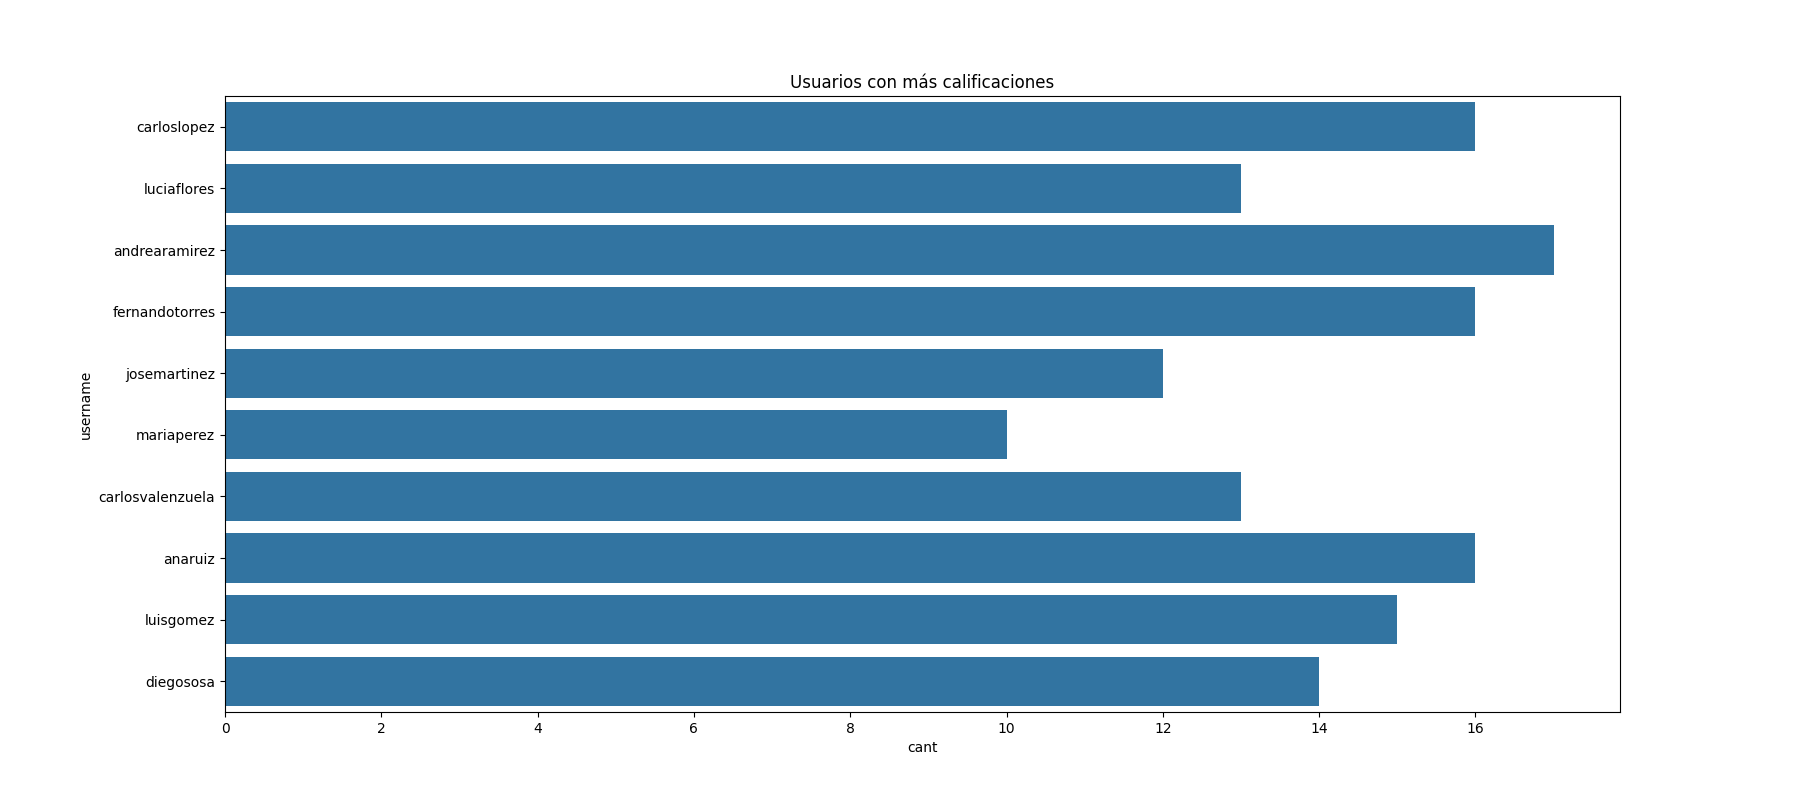 Usuarios con más calificaciones
username
carloslopez
luciaflores
andrearamirez
fernandotorres
josemartinez
mariaperez
carlosvalenzuela
anaruiz
luisgomez
diegososa
0 2 4 6 8 10 12 14 16
cant